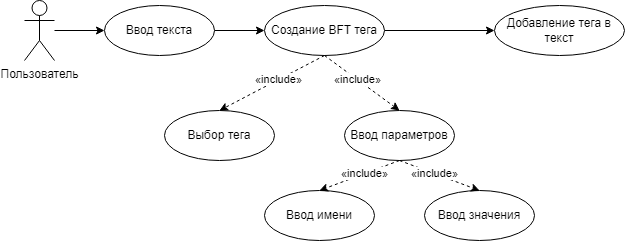 Пользователь
Ввод текста
Создание BFT тега
Добавление тега в
текст
«include»
«include»
Выбор тега
Ввод параметров
«include»
«include»
Ввод имени
Ввод значения